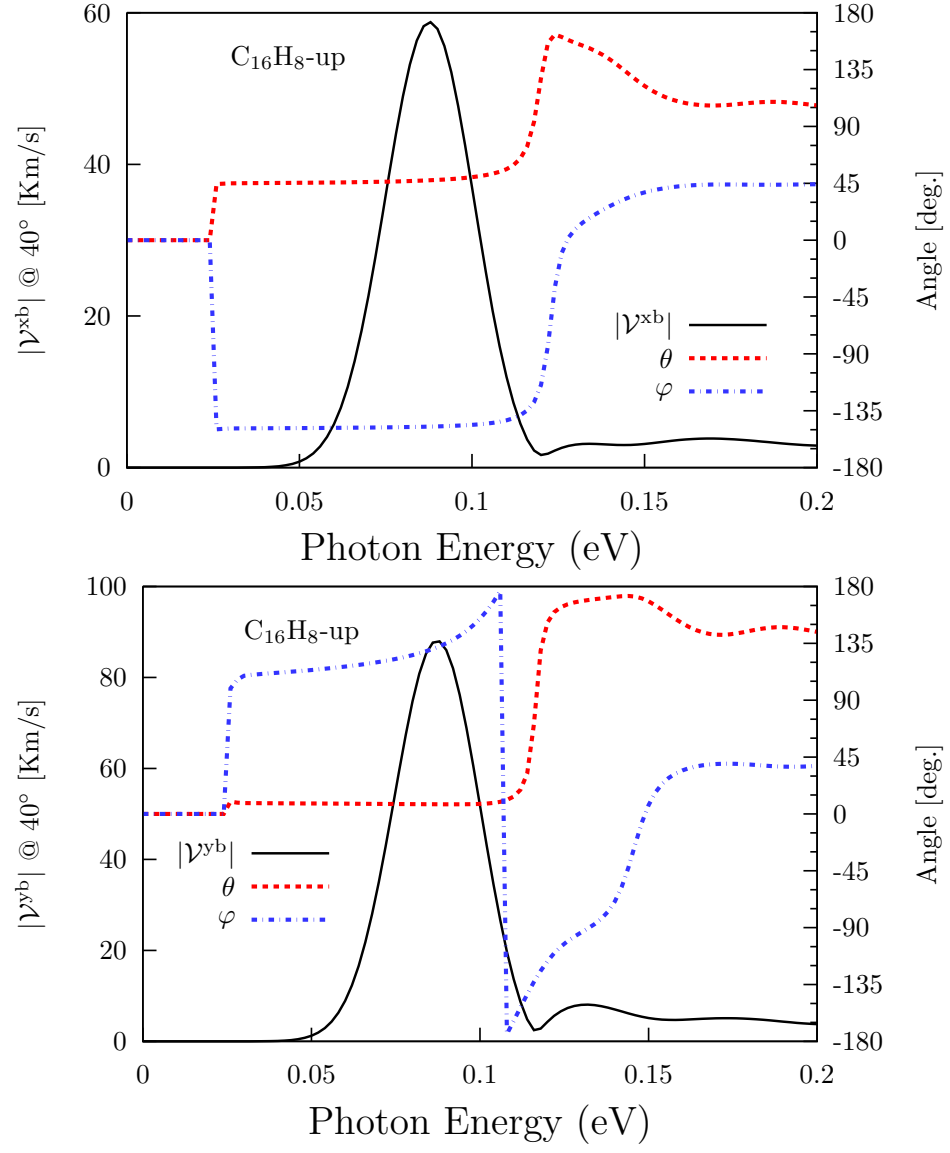 60
40
20
0
180
135
90
45
0
-45
-90
-135
-180
0
0.05
0.1
0.15
0.2
C₁₆H₈-up
|𝒱ˣᵇ| @ 40° [Km/s]
Angle [deg.]
|𝒱ˣᵇ|
θ
φ
Photon Energy (eV)
100
80
60
40
20
0
180
135
90
45
0
-45
-90
-135
-180
0
0.05
0.1
0.15
0.2
C₁₆H₈-up
|𝒱ʸᵇ| @ 40° [Km/s]
Angle [deg.]
|𝒱ʸᵇ|
θ
φ
Photon Energy (eV)